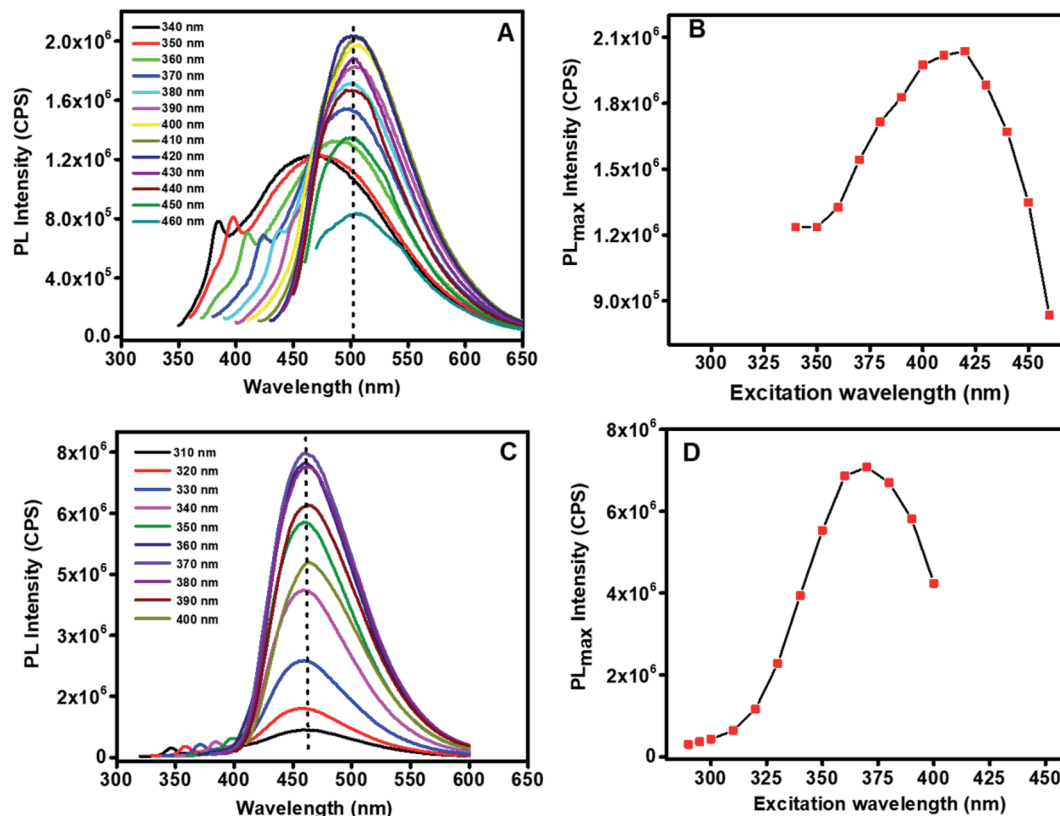 A
340 nm
350 nm
360 nm
370 nm
380 nm
390 nm
400 nm
410 nm
420 nm
430 nm
440 nm
450 nm
460 nm
PL Intensity (CPS)
2.0x10⁶
1.6x10⁶
1.2x10⁶
8.0x10⁵
4.0x10⁵
0.0
300 350 400 450 500 550 600 650
Wavelength (nm)
B
PLmax Intensity (CPS)
2.1x10⁶
1.8x10⁶
1.5x10⁶
1.2x10⁶
9.0x10⁵
300 325 350 375 400 425 450
Excitation wavelength (nm)
C
310 nm
320 nm
330 nm
340 nm
350 nm
360 nm
370 nm
380 nm
390 nm
400 nm
PL Intensity (CPS)
8x10⁶
6x10⁶
5x10⁶
3x10⁶
2x10⁶
0
300 350 400 450 500 550 600 650
Wavelength (nm)
D
PLmax Intensity (CPS)
8x10⁶
6x10⁶
4x10⁶
2x10⁶
0
300 325 350 375 400 425 450
Excitation wavelength (nm)